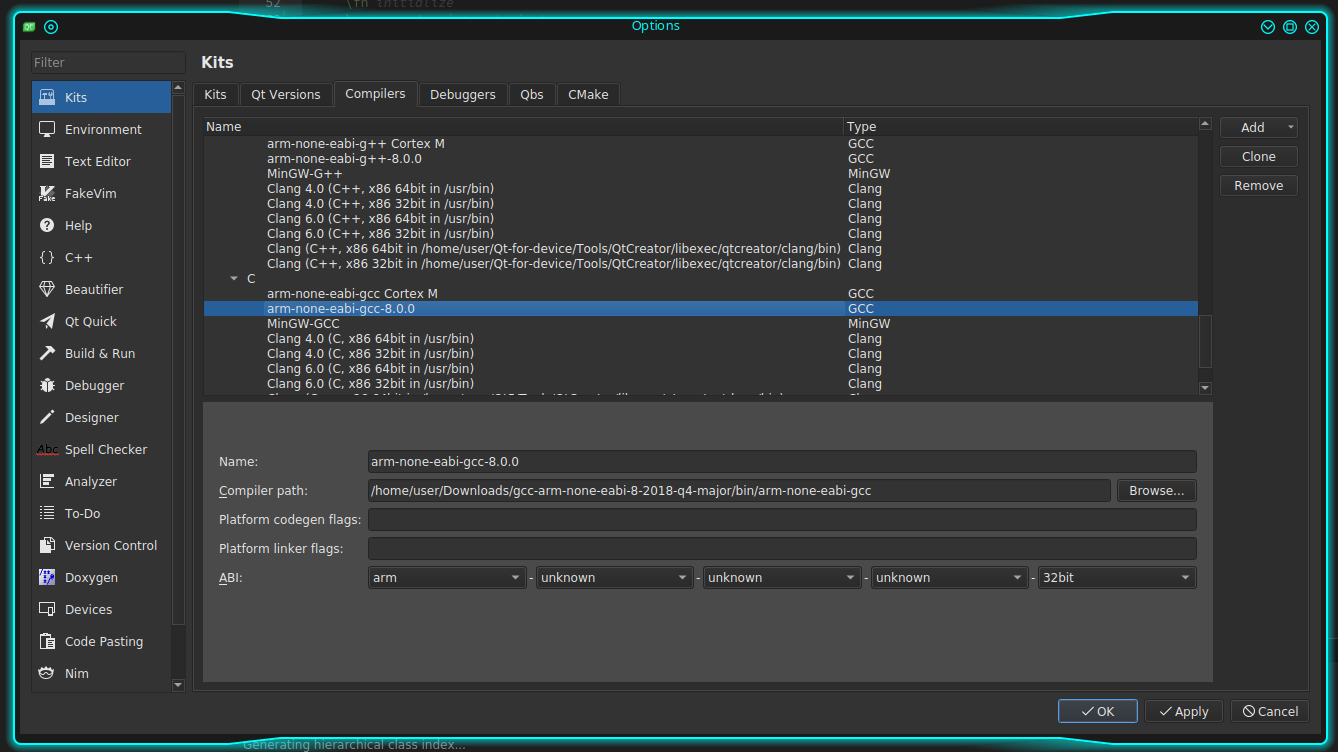 52 \fn initialize
Options
Filter
Kits
Environment
Text Editor
FakeVim
Help
C++
Beautifier
Qt Quick
Build & Run
Debugger
Designer
Abc Spell Checker
Analyzer
To-Do
Version Control
Doxygen
Devices
Code Pasting
Nim
Kits
Kits Qt Versions Compilers Debuggers Qbs CMake
Name Type
arm-none-eabi-g++ Cortex M GCC
arm-none-eabi-g++-8.0.0 GCC
MinGW-G++ MinGW
Clang 4.0 (C++, x86 64bit in /usr/bin) Clang
Clang 4.0 (C++, x86 32bit in /usr/bin) Clang
Clang 6.0 (C++, x86 64bit in /usr/bin) Clang
Clang 6.0 (C++, x86 32bit in /usr/bin) Clang
Clang (C++, x86 64bit in /home/user/Qt-for-device/Tools/QtCreator/libexec/qtcreator/clang/bin) Clang
Clang (C++, x86 32bit in /home/user/Qt-for-device/Tools/QtCreator/libexec/qtcreator/clang/bin) Clang
C
arm-none-eabi-gcc Cortex M GCC
arm-none-eabi-gcc-8.0.0 GCC
MinGW-GCC MinGW
Clang 4.0 (C, x86 64bit in /usr/bin) Clang
Clang 4.0 (C, x86 32bit in /usr/bin) Clang
Clang 6.0 (C, x86 64bit in /usr/bin) Clang
Clang 6.0 (C, x86 32bit in /usr/bin) Clang
Add
Clone
Remove
Name: arm-none-eabi-gcc-8.0.0
Compiler path: /home/user/Downloads/gcc-arm-none-eabi-8-2018-q4-major/bin/arm-none-eabi-gcc Browse...
Platform codegen flags:
Platform linker flags:
ABI: arm - unknown - unknown - unknown - 32bit
OK Apply Cancel
Generating hierarchical class index...